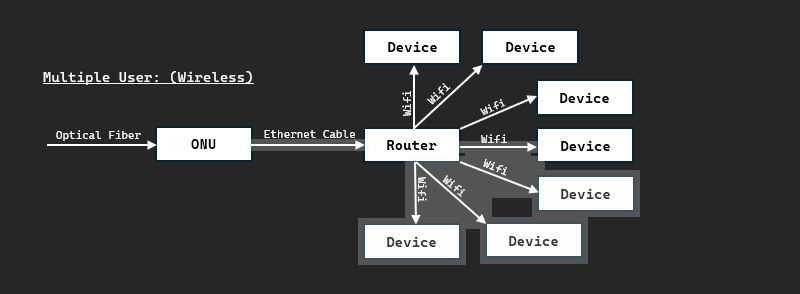 Device
Device
Multiple User: (Wireless)
Wifi
Wifi
Wifi
Device
Optical Fiber
ONU
Ethernet Cable
Router
Wifi
Device
Wifi
Device
Wifi
Wifi
Device
Device